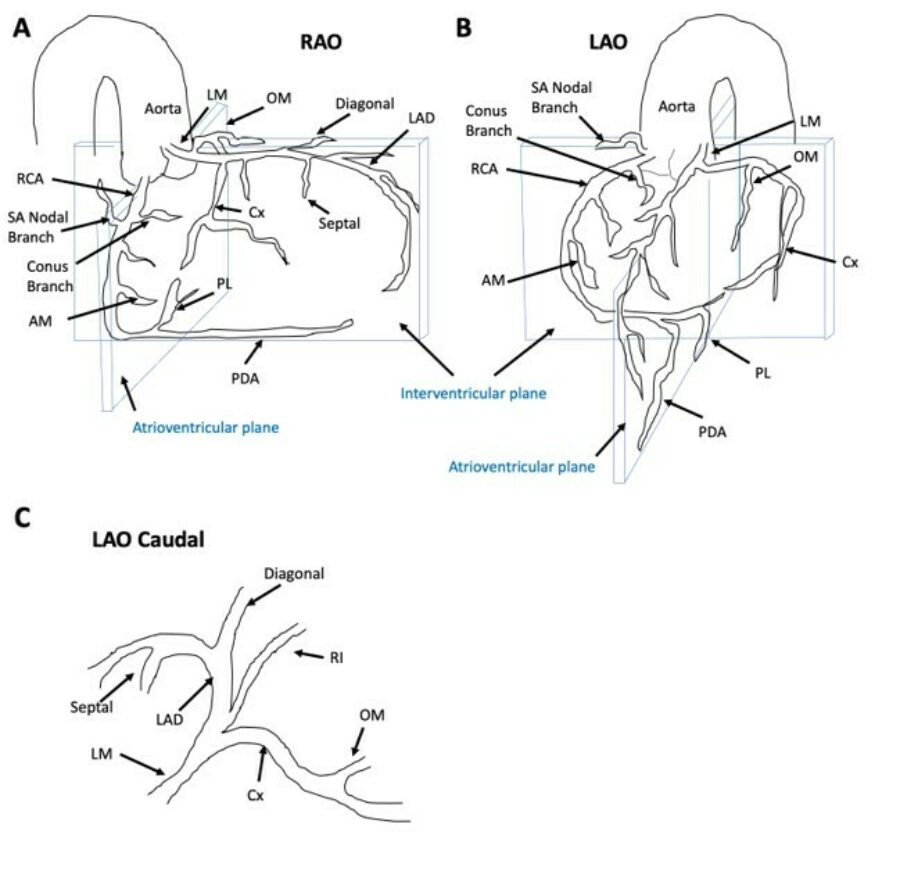 A
RAO
Aorta
LM
OM
Diagonal
LAD
RCA
SA Nodal
Branch
Cx
Septal
Conus
Branch
PL
AM
PDA
Atrioventricular plane
Interventricular plane
B
LAO
SA Nodal
Branch
Conus
Branch
Aorta
LM
OM
RCA
Cx
AM
PL
PDA
Atrioventricular plane
C
LAO Caudal
Diagonal
RI
Septal
LAD
OM
LM
Cx